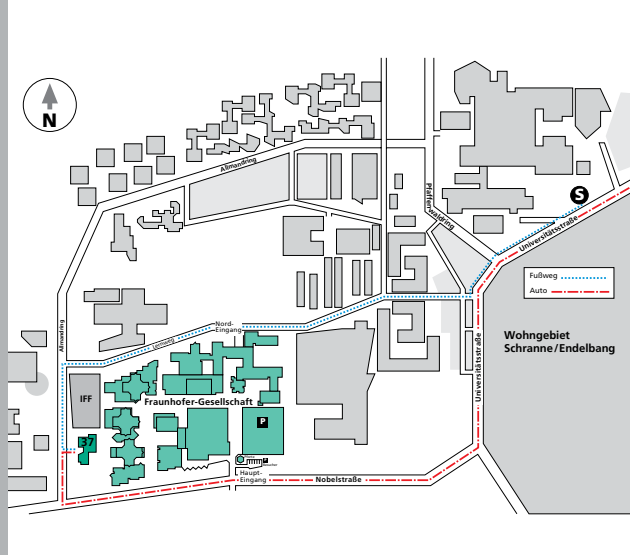 N
Allmandring
Pfaffenwaldring
S
Universitätsstraße
Fußweg
Auto
Wohngebiet
Schranne/Endelbang
Nord-
Eingang
Lernweg
Allmandring
Universitätsstraße
IFF
Fraunhofer-Gesellschaft
P
37
P
Haupt-
Eingang
Nobelstraße